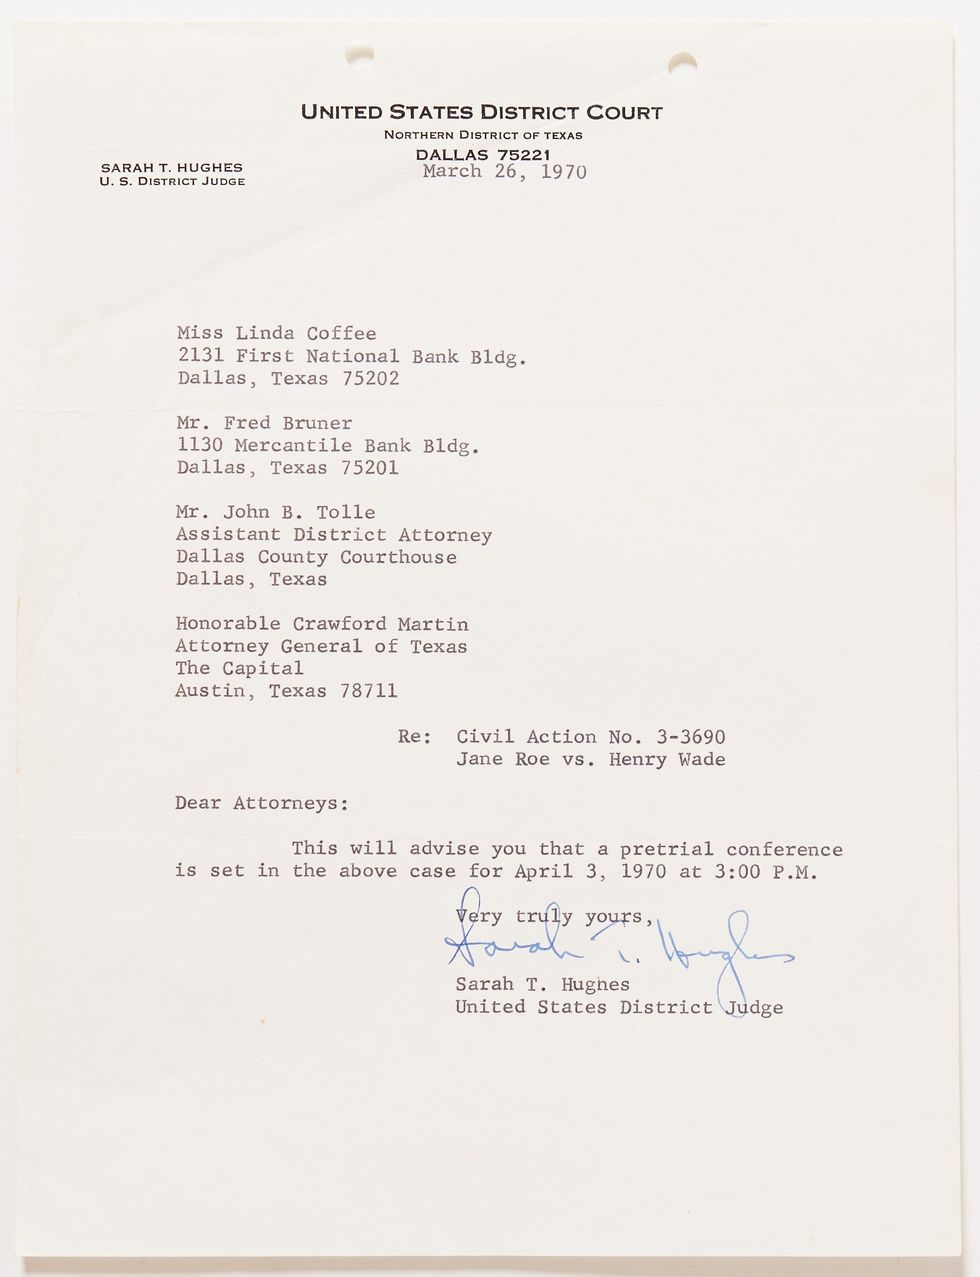 UNITED STATES DISTRICT COURT
NORTHERN DISTRICT OF TEXAS
DALLAS 75221
SARAH T. HUGHES
U. S. DISTRICT JUDGE
March 26, 1970
Miss Linda Coffee
2131 First National Bank Bldg.
Dallas, Texas 75202
Mr. Fred Bruner
1130 Mercantile Bank Bldg.
Dallas, Texas 75201
Mr. John B. Tolle
Assistant District Attorney
Dallas County Courthouse
Dallas, Texas
Honorable Crawford Martin
Attorney General of Texas
The Capital
Austin, Texas 78711
Re: Civil Action No. 3-3690
Jane Roe vs. Henry Wade
Dear Attorneys:
This will advise you that a pretrial conference
is set in the above case for April 3, 1970 at 3:00 P.M.
Very truly yours,
Sarah T. Hughes
Sarah T. Hughes
United States District Judge